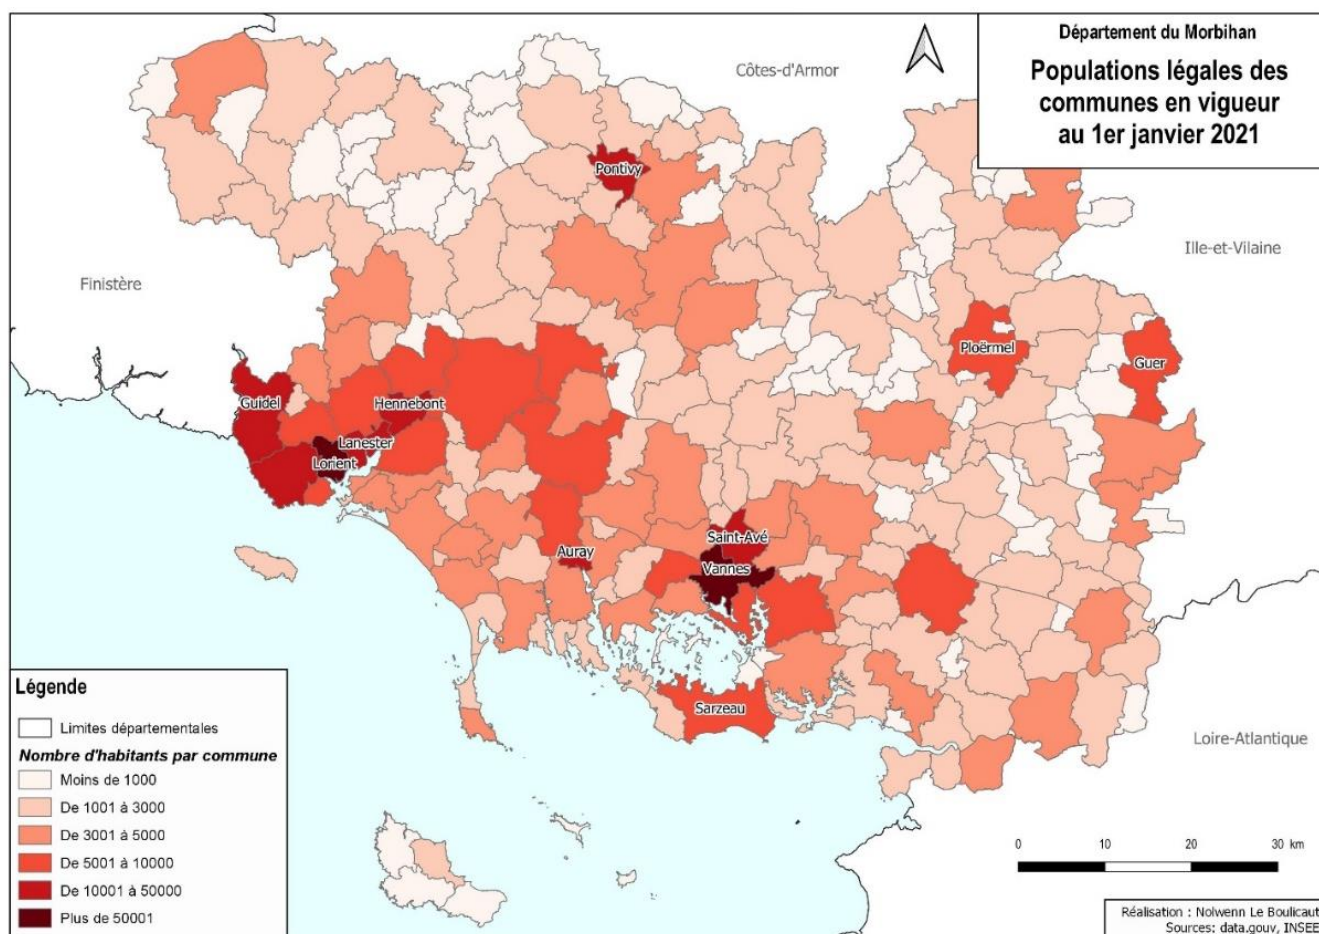 Département du Morbihan
Populations légales des
communes en vigueur
au 1er janvier 2021
Côtes-d'Armor
Pontivy
Ille-et-Vilaine
Finistère
Ploërmel
Guer
Guidel
Hennebont
Lanester
Lorient
Saint-Avé
Auray
Vannes
Sarzeau
Loire-Atlantique
Légende
Limites départementales
Nombre d'habitants par commune
Moins de 1000
De 1001 à 3000
De 3001 à 5000
De 5001 à 10000
De 10001 à 50000
Plus de 50001
0 10 20 30 km
Réalisation : Nolwenn Le Boulicaut
Sources: data.gouv, INSEE